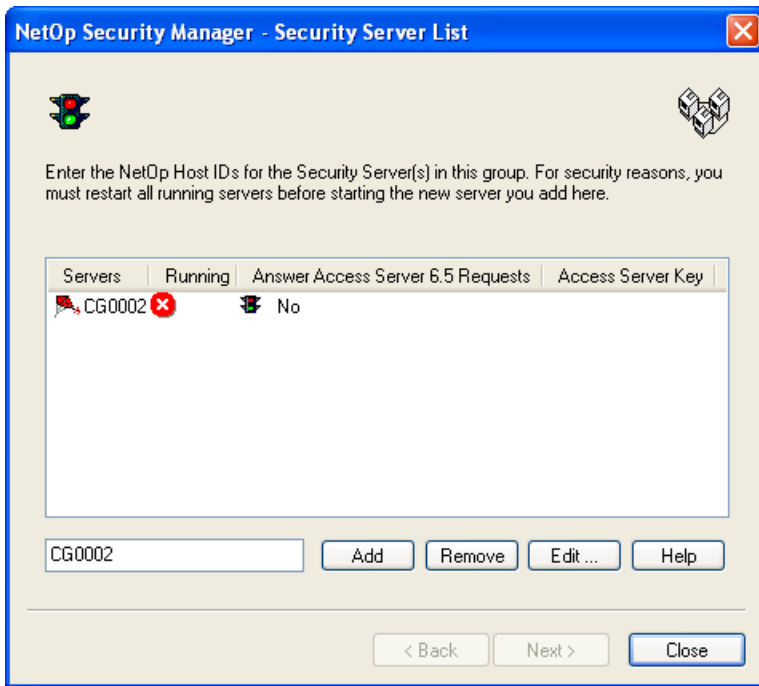 NetOp Security Manager - Security Server List
Enter the NetOp Host IDs for the Security Server(s) in this group. For security reasons, you
must restart all running servers before starting the new server you add here.
Servers Running Answer Access Server 6.5 Requests Access Server Key
CG0002 No
CG0002 Add Remove Edit ... Help
< Back Next > Close